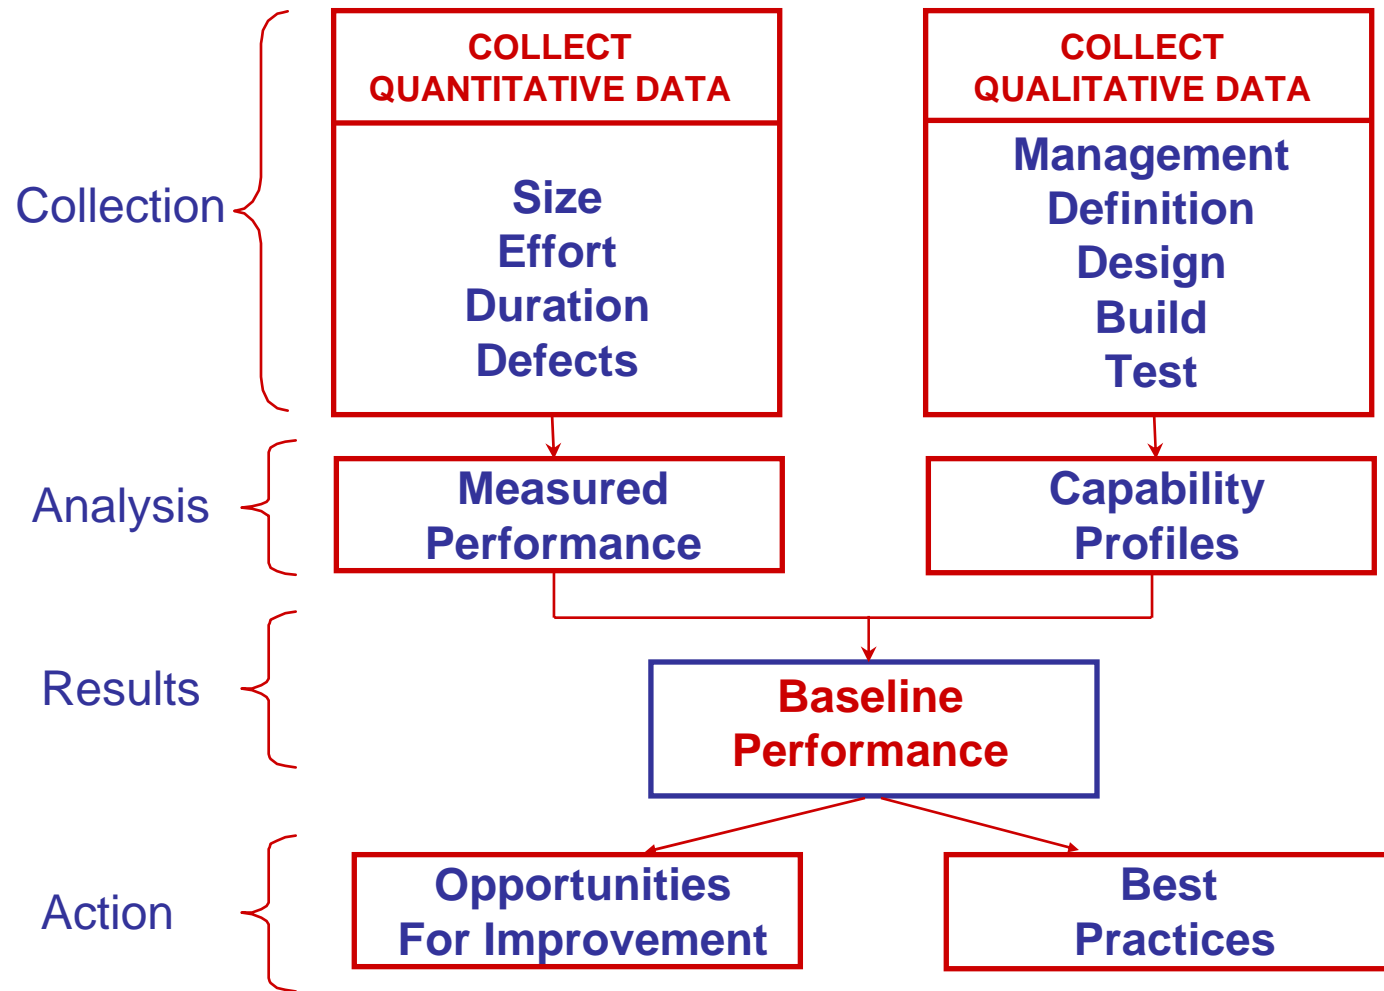 COLLECT
QUANTITATIVE DATA
Size
Effort
Duration
Defects
COLLECT
QUALITATIVE DATA
Management
Definition
Design
Build
Test
Collection
Analysis
Measured
Performance
Capability
Profiles
Results
Baseline
Performance
Action
Opportunities
For Improvement
Best
Practices